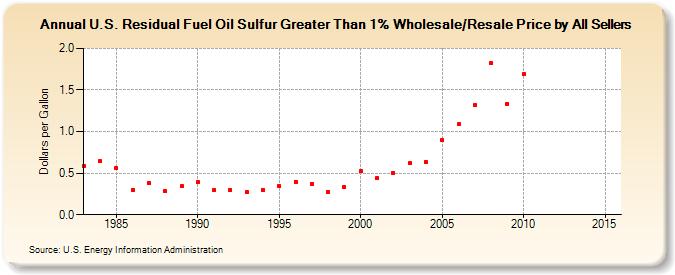 Annual U.S. Residual Fuel Oil Sulfur Greater Than 1% Wholesale/Resale Price by All Sellers
Dollars per Gallon
2.0
1.5
1.0
0.5
0.0
1985 1990 1995 2000 2005 2010 2015
Source: U.S. Energy Information Administration